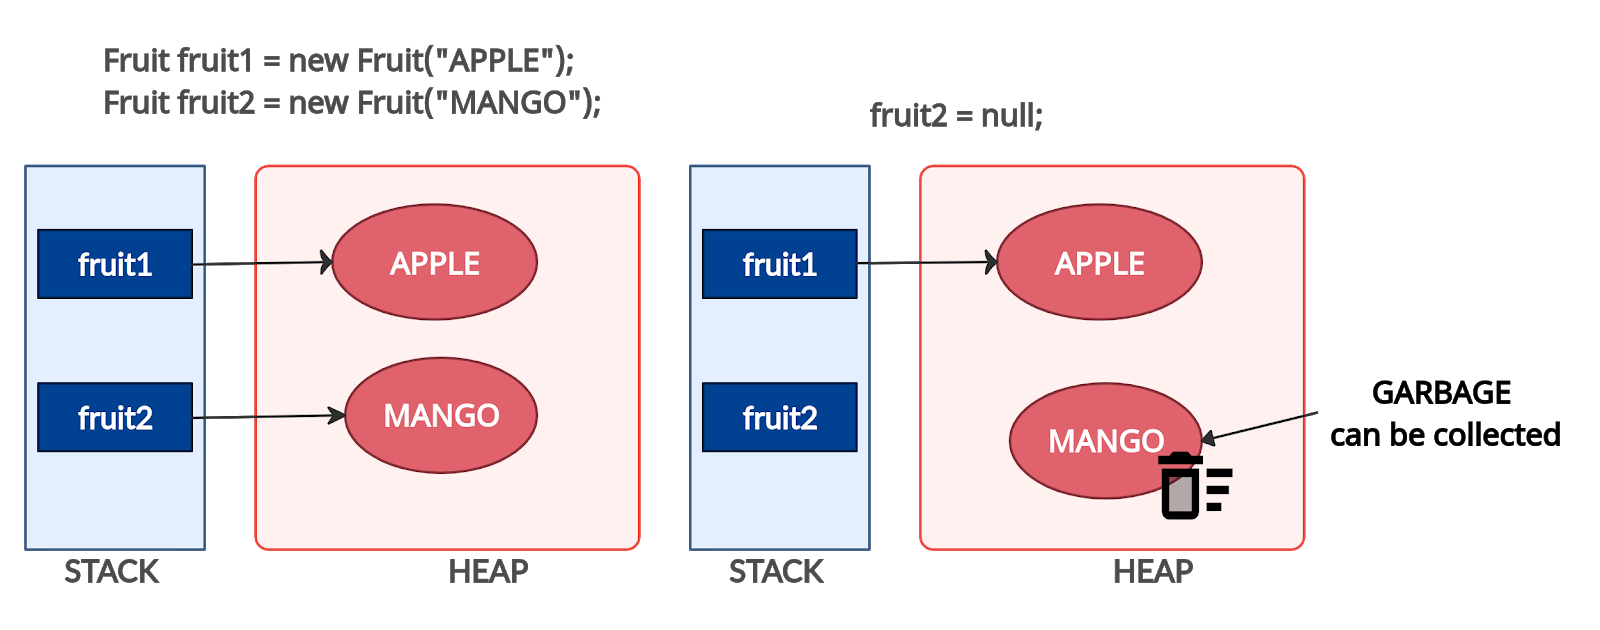 Fruit fruit1 = new Fruit("APPLE");
Fruit fruit2 = new Fruit("MANGO");
fruit1
APPLE
fruit2
MANGO
STACK
HEAP
fruit2 = null;
fruit1
APPLE
fruit2
MANGO
GARBAGE
can be collected
STACK
HEAP